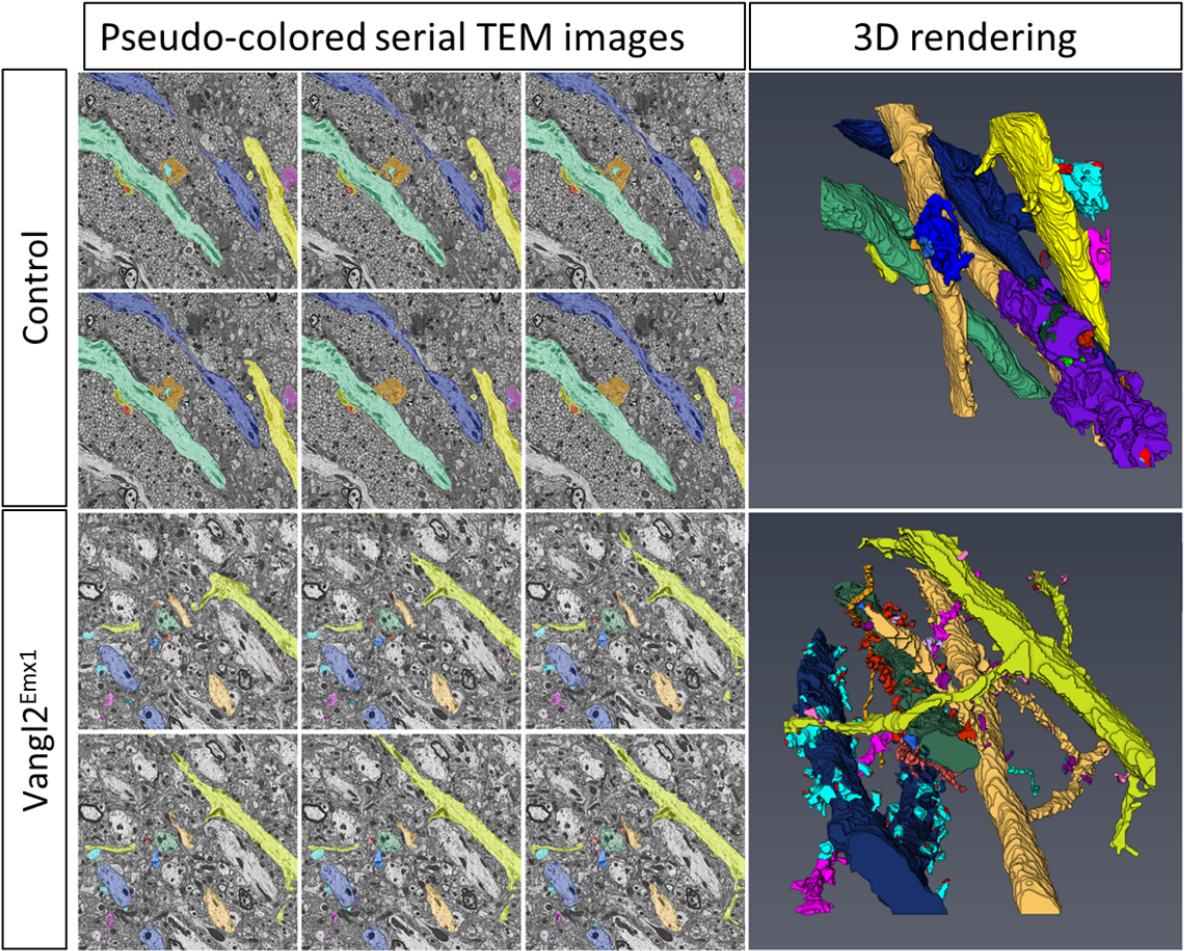 Pseudo-colored serial TEM images
3D rendering
Control
Vangl2Emx1